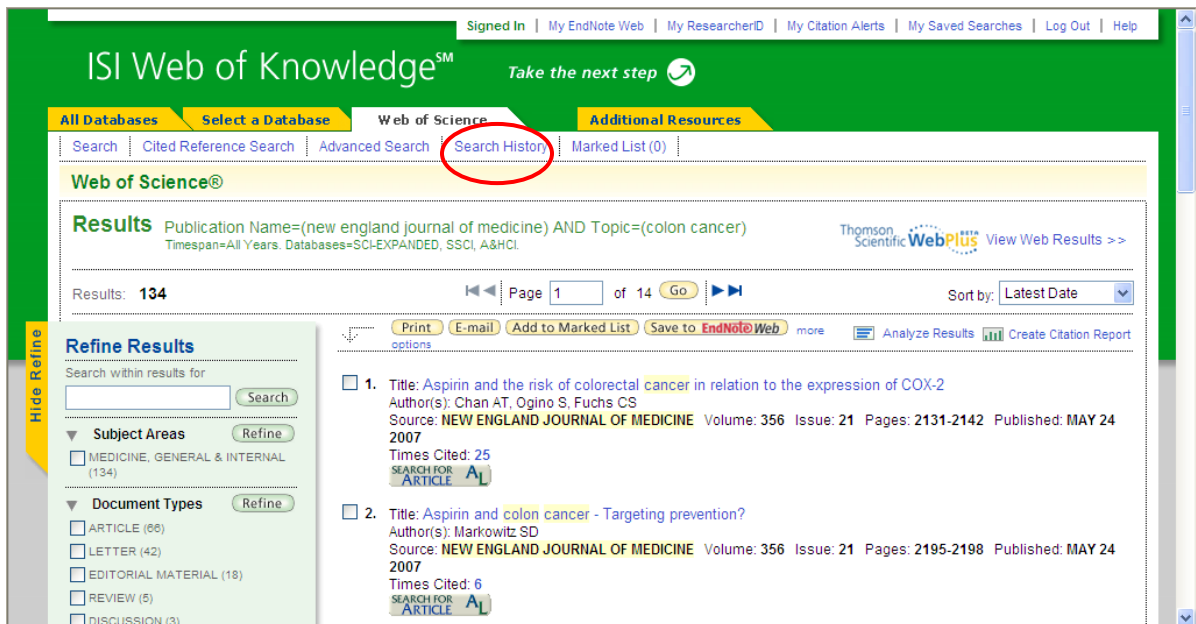 Signed In | My EndNote Web | My ResearcherID | My Citation Alerts | My Saved Searches | Log Out | Help
ISI Web of Knowledge℠ Take the next step
All Databases Select a Database Web of Science Additional Resources
Search Cited Reference Search Advanced Search Search History Marked List (0)
Web of Science®
Results Publication Name=(new england journal of medicine) AND Topic=(colon cancer)
Timespan=All Years. Databases=SCI-EXPANDED, SSCI, A&HCI.
Thomson Scientific WebPlus BETA View Web Results >>
Results: 134 Page 1 of 14 Go Sort by: Latest Date
Hide Refine
Refine Results
Search within results for
Search
Subject Areas Refine
MEDICINE, GENERAL & INTERNAL
(134)
Document Types Refine
ARTICLE (66)
LETTER (42)
EDITORIAL MATERIAL (18)
REVIEW (5)
DISCUSSION (3)
Print E-mail Add to Marked List Save to EndNote Web more
options
Analyze Results Create Citation Report
1. Title: Aspirin and the risk of colorectal cancer in relation to the expression of COX-2
Author(s): Chan AT, Ogino S, Fuchs CS
Source: NEW ENGLAND JOURNAL OF MEDICINE Volume: 356 Issue: 21 Pages: 2131-2142 Published: MAY 24
2007
Times Cited: 25
SEARCH FOR
ARTICLE AL
2. Title: Aspirin and colon cancer - Targeting prevention?
Author(s): Markowitz SD
Source: NEW ENGLAND JOURNAL OF MEDICINE Volume: 356 Issue: 21 Pages: 2195-2198 Published: MAY 24
2007
Times Cited: 6
SEARCH FOR
ARTICLE AL